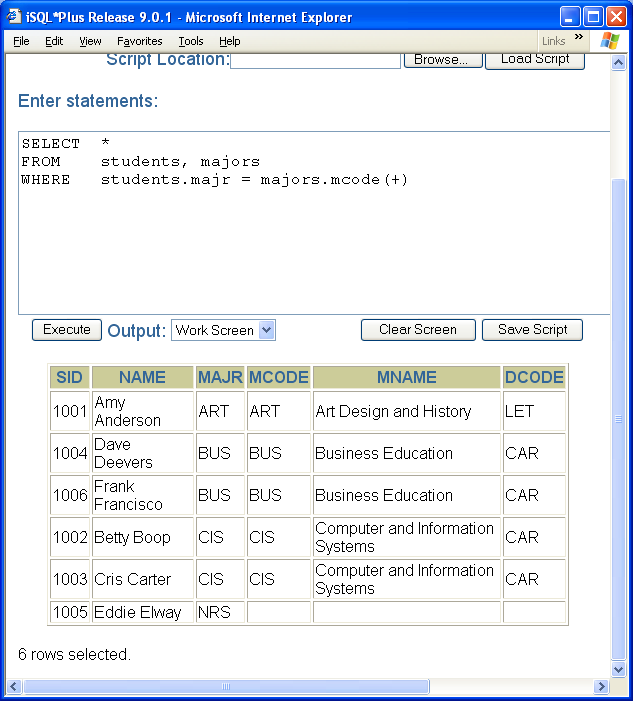 iSQL*Plus Release 9.0.1 - Microsoft Internet Explorer
File Edit View Favorites Tools Help Links »
Script Location: Browse... Load Script
Enter statements:
SELECT *
FROM students, majors
WHERE students.majr = majors.mcode(+)
Execute Output: Work Screen Clear Screen Save Script
SID NAME MAJR MCODE MNAME DCODE
1001 Amy Anderson ART ART Art Design and History LET
1004 Dave Deevers BUS BUS Business Education CAR
1006 Frank Francisco BUS BUS Business Education CAR
1002 Betty Boop CIS CIS Computer and Information Systems CAR
1003 Cris Carter CIS CIS Computer and Information Systems CAR
1005 Eddie Elway NRS
6 rows selected.